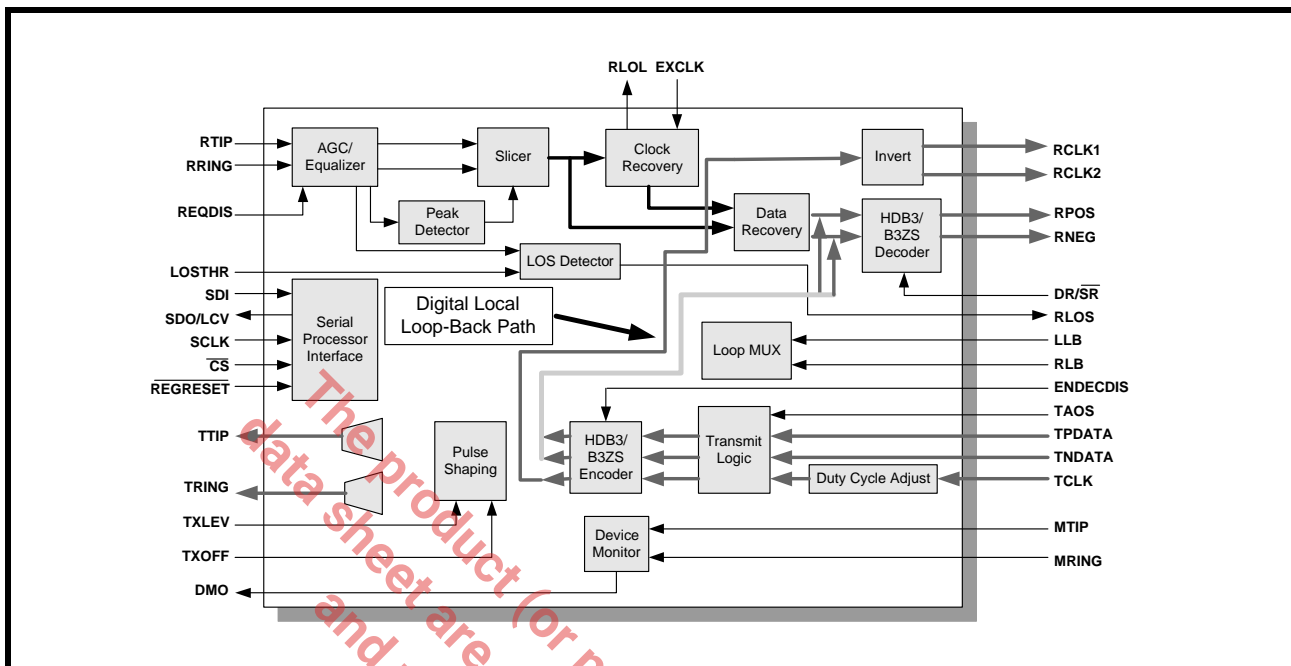 RLOL EXCLK
RTIP
RRING
REQDIS
LOSTHR
SDI
SDO/LCV
SCLK
CS
REGRESET
TTIP
TRING
TXLEV
TXOFF
DMO
AGC/
Equalizer
Peak
Detector
Slicer
LOS Detector
Clock
Recovery
Data
Recovery
Invert
HDB3/
B3ZS
Decoder
Serial
Processor
Interface
Digital Local
Loop-Back Path
Loop MUX
Pulse
Shaping
HDB3/
B3ZS
Encoder
Transmit
Logic
Duty Cycle Adjust
Device
Monitor
RCLK1
RCLK2
RPOS
RNEG
DR/SR
RLOS
LLB
RLB
ENDECDIS
TAOS
TPDATA
TNDATA
TCLK
MTIP
MRING
The product (or
data sheet are
and